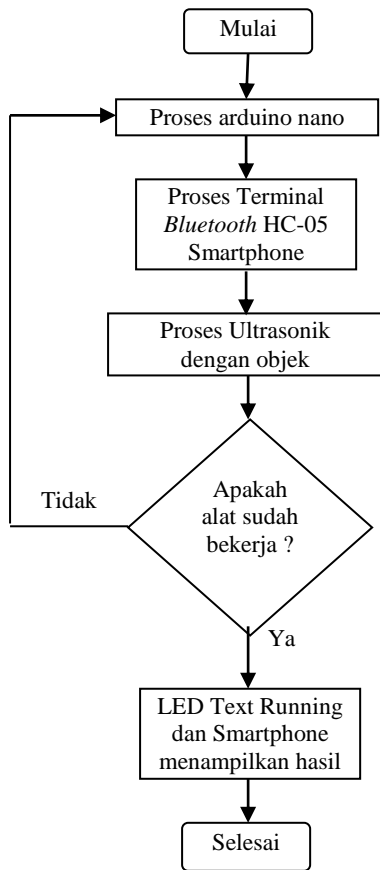 Mulai
Proses arduino nano
Proses Terminal
Bluetooth HC-05
Smartphone
Proses Ultrasonik
dengan objek
Tidak
Apakah
alat sudah
bekerja ?
Ya
LED Text Running
dan Smartphone
menampilkan hasil
Selesai